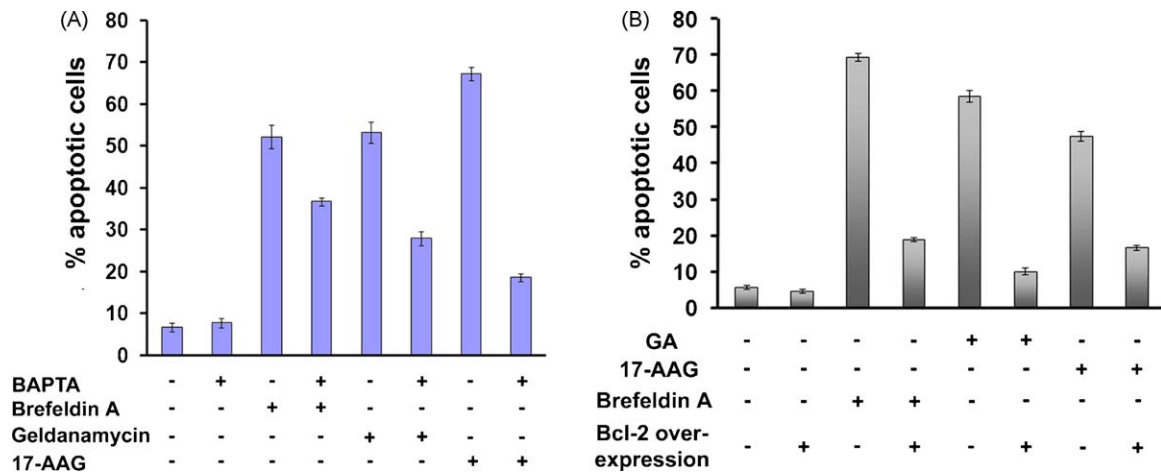 (A)
% apoptotic cells
80
70
60
50
40
30
20
10
0
BAPTA - + - + - + - +
Brefeldin A - - + + - - - -
Geldanamycin - - - - + + - -
17-AAG - - - - - - + +
(B)
% apoptotic cells
80
70
60
50
40
30
20
10
0
GA - - - - + + - -
17-AAG - - - - - - + +
Brefeldin A - - + + - - - -
Bcl-2 over-
expression - + - + - + - +